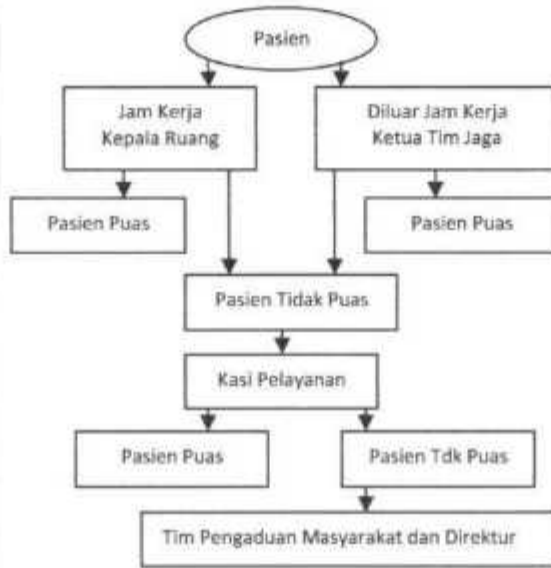 Pasien
Jam Kerja
Kepala Ruang
Diluar Jam Kerja
Ketua Tim Jaga
Pasien Puas
Pasien Puas
Pasien Tidak Puas
Kasi Pelayanan
Pasien Puas
Pasien Tdk Puas
Tim Pengaduan Masyarakat dan Direktur